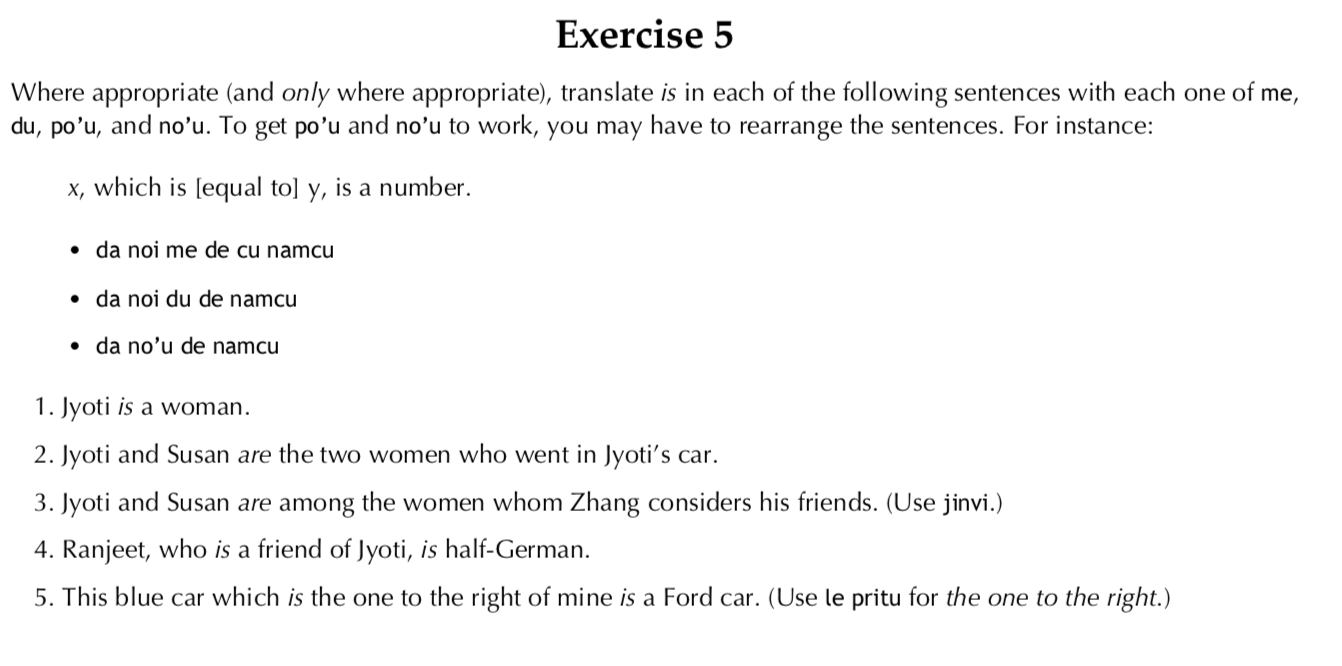 Exercise 5
Where appropriate (and only where appropriate), translate is in each of the following sentences with each one of me,
du, po’u, and no’u. To get po’u and no’u to work, you may have to rearrange the sentences. For instance:
x, which is [equal to] y, is a number.
• da noi me de cu namcu
• da noi du de namcu
• da no’u de namcu
1. Jyoti is a woman.
2. Jyoti and Susan are the two women who went in Jyoti’s car.
3. Jyoti and Susan are among the women whom Zhang considers his friends. (Use jinvi.)
4. Ranjeet, who is a friend of Jyoti, is half-German.
5. This blue car which is the one to the right of mine is a Ford car. (Use le pritu for the one to the right.)